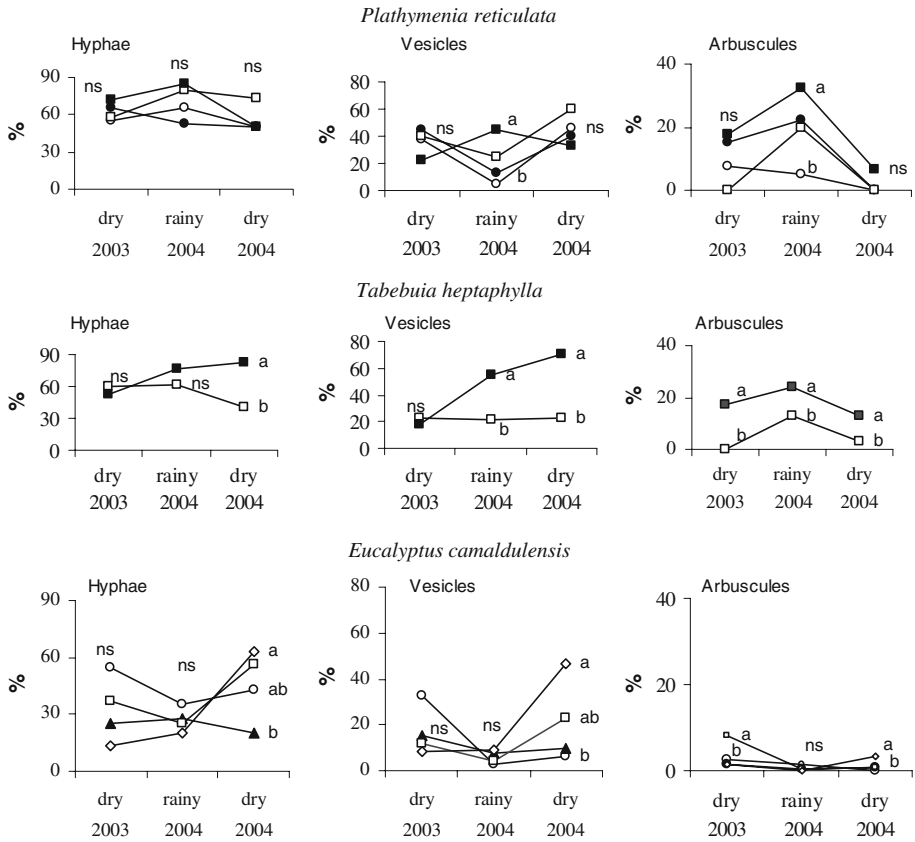 Plathymenia reticulata
Hyphae
Vesicles
Arbuscules
%
90
60
30
0
ns
ns
ns
dry
rainy
dry
2003
2004
2004
%
80
60
40
20
0
ns
a
b
ns
dry
rainy
dry
2003
2004
2004
%
40
20
0
ns
a
b
ns
dry
rainy
dry
2003
2004
2004
Tabebuia heptaphylla
Hyphae
Vesicles
Arbuscules
%
90
60
30
0
ns
ns
a
b
dry
rainy
dry
2003
2004
2004
%
80
60
40
20
0
ns
a
b
a
b
dry
rainy
dry
2003
2004
2004
%
40
20
0
a
b
a
b
a
b
dry
rainy
dry
2003
2004
2004
Eucalyptus camaldulensis
Hyphae
Vesicles
Arbuscules
%
90
60
30
0
ns
ns
a
ab
b
dry
rainy
dry
2003
2004
2004
%
80
60
40
20
0
ns
ns
a
ab
b
dry
rainy
dry
2003
2004
2004
%
40
20
0
a
b
ns
a
b
dry
rainy
dry
2003
2004
2004